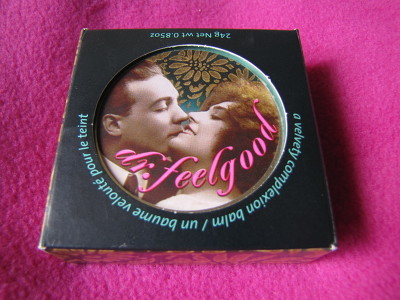 24g Net wt 0.85oz
dr.feelgood
a velvety complexion balm / un baume velouté pour le teint